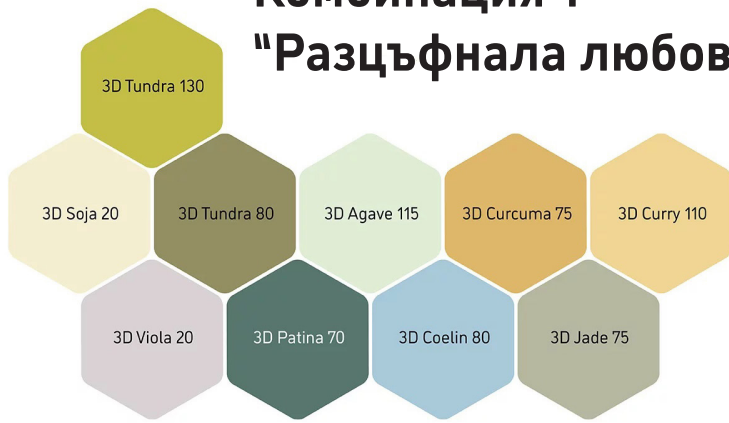 Комбинация
"Разцъфнала любов
3D Tundra 130
3D Soja 20
3D Tundra 80
3D Agave 115
3D Curcuma 75
3D Curry 110
3D Viola 20
3D Patina 70
3D Coelin 80
3D Jade 75